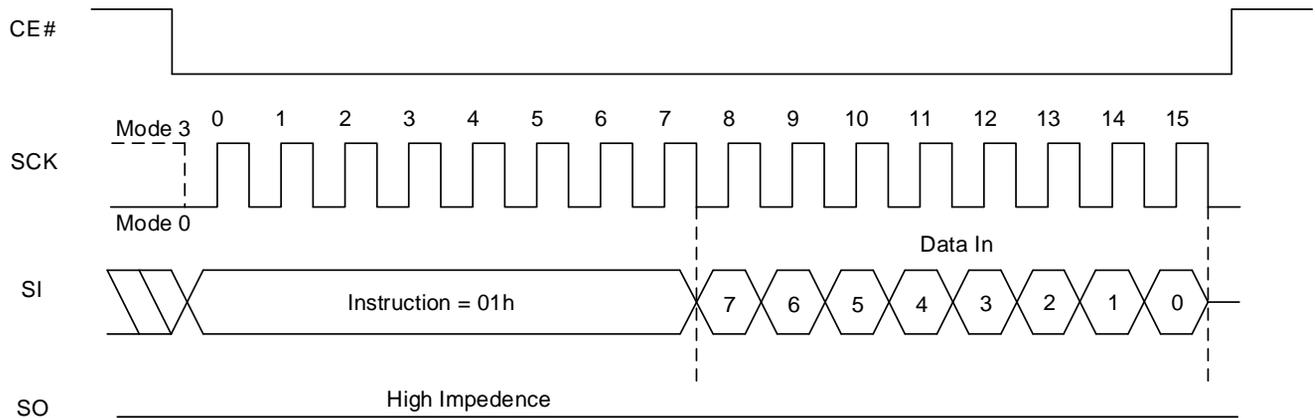 CE#
Mode 3
0 1 2 3 4 5 6 7 8 9 10 11 12 13 14 15
SCK
Mode 0
Data In
SI
Instruction = 01h
7 6 5 4 3 2 1 0
High Impedence
SO